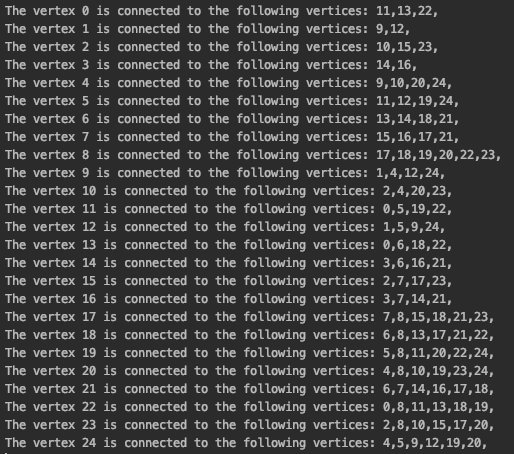 The vertex 0 is connected to the following vertices: 11,13,22,
The vertex 1 is connected to the following vertices: 9,12,
The vertex 2 is connected to the following vertices: 10,15,23,
The vertex 3 is connected to the following vertices: 14,16,
The vertex 4 is connected to the following vertices: 9,10,20,24,
The vertex 5 is connected to the following vertices: 11,12,19,24,
The vertex 6 is connected to the following vertices: 13,14,18,21,
The vertex 7 is connected to the following vertices: 15,16,17,21,
The vertex 8 is connected to the following vertices: 17,18,19,20,22,23,
The vertex 9 is connected to the following vertices: 1,4,12,24,
The vertex 10 is connected to the following vertices: 2,4,20,23,
The vertex 11 is connected to the following vertices: 0,5,19,22,
The vertex 12 is connected to the following vertices: 1,5,9,24,
The vertex 13 is connected to the following vertices: 0,6,18,22,
The vertex 14 is connected to the following vertices: 3,6,16,21,
The vertex 15 is connected to the following vertices: 2,7,17,23,
The vertex 16 is connected to the following vertices: 3,7,14,21,
The vertex 17 is connected to the following vertices: 7,8,15,18,21,23,
The vertex 18 is connected to the following vertices: 6,8,13,17,21,22,
The vertex 19 is connected to the following vertices: 5,8,11,20,22,24,
The vertex 20 is connected to the following vertices: 4,8,10,19,23,24,
The vertex 21 is connected to the following vertices: 6,7,14,16,17,18,
The vertex 22 is connected to the following vertices: 0,8,11,13,18,19,
The vertex 23 is connected to the following vertices: 2,8,10,15,17,20,
The vertex 24 is connected to the following vertices: 4,5,9,12,19,20,